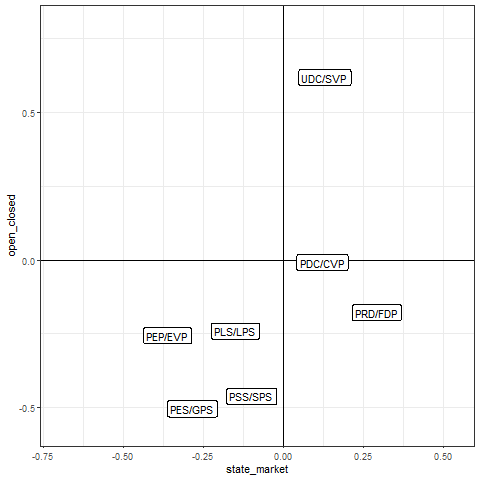 UDC/SVP
0.5
open_closed
0.0
PDC/CVP
PRD/FDP
PLS/LPS
PEP/EVP
PSS/SPS
PES/GPS
-0.5
-0.75
-0.50
-0.25
0.00
0.25
0.50
state_market